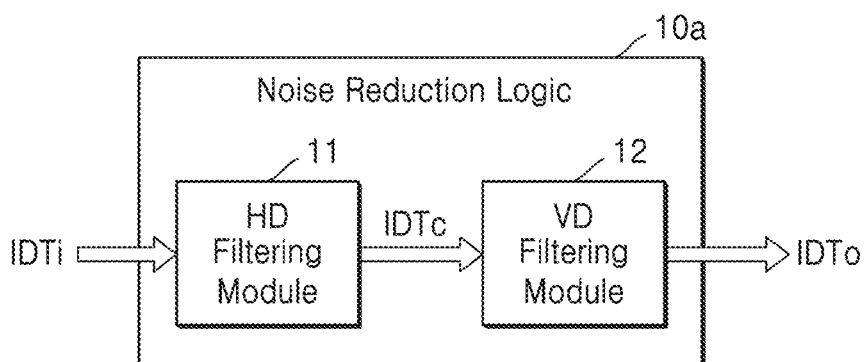 10a
Noise Reduction Logic
11
12
HD
Filtering
Module
VD
Filtering
Module
IDTi
IDTc
IDTo